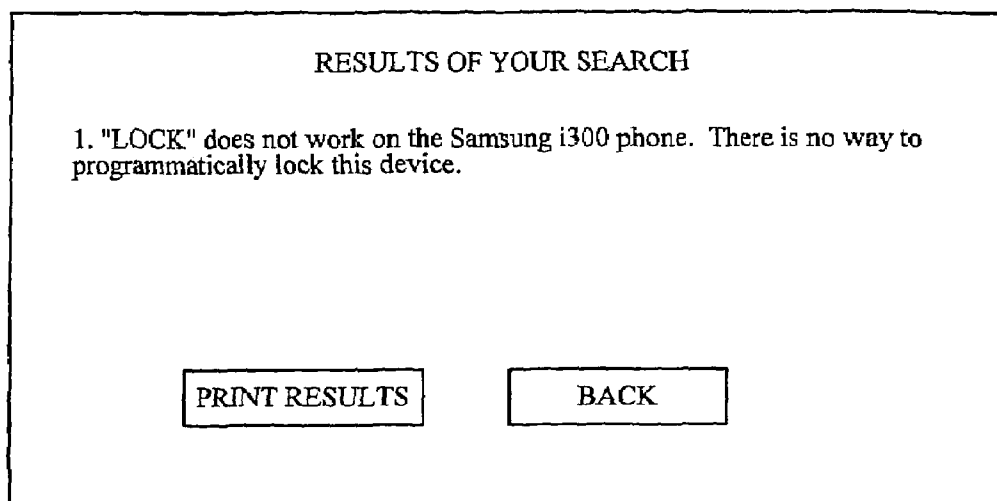 RESULTS OF YOUR SEARCH
1. "LOCK" does not work on the Samsung i300 phone. There is no way to
programmatically lock this device.
PRINT RESULTS
BACK